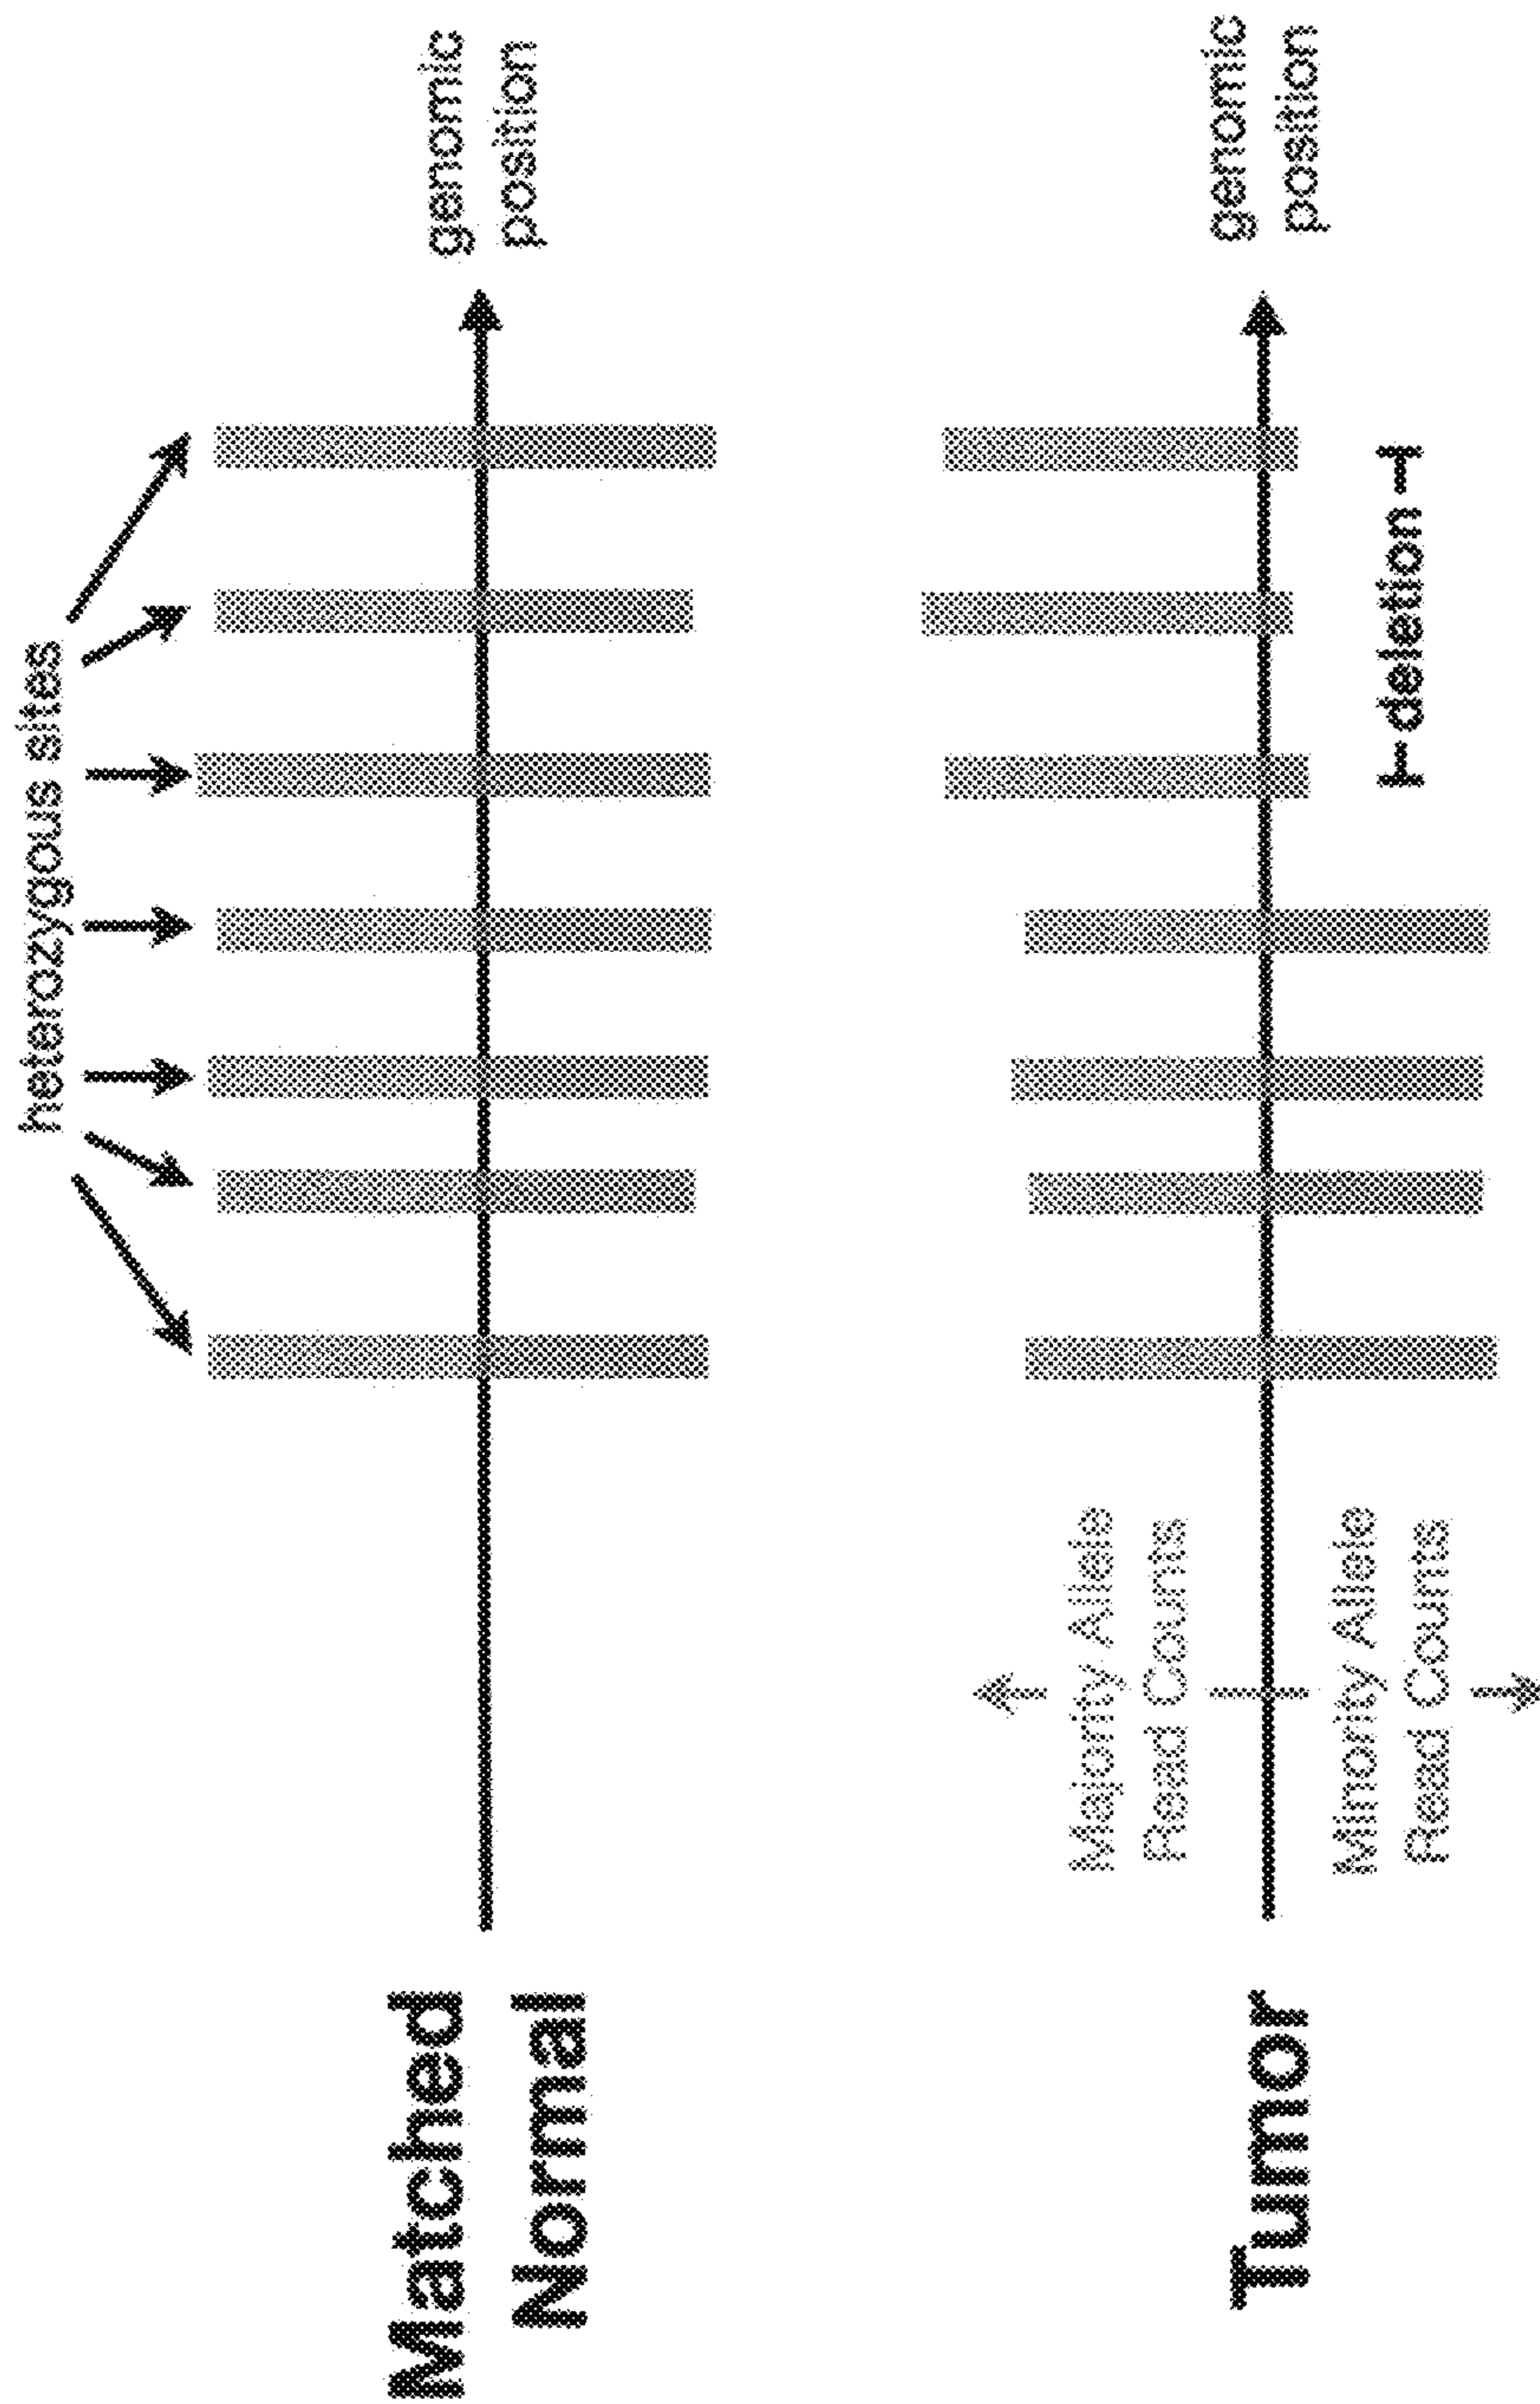 heterozygous sites
Matched
Normal
genomic
position
Majority Allele
Read Counts
Tumor
genomic
position
Minority Allele
Read Counts
deletion